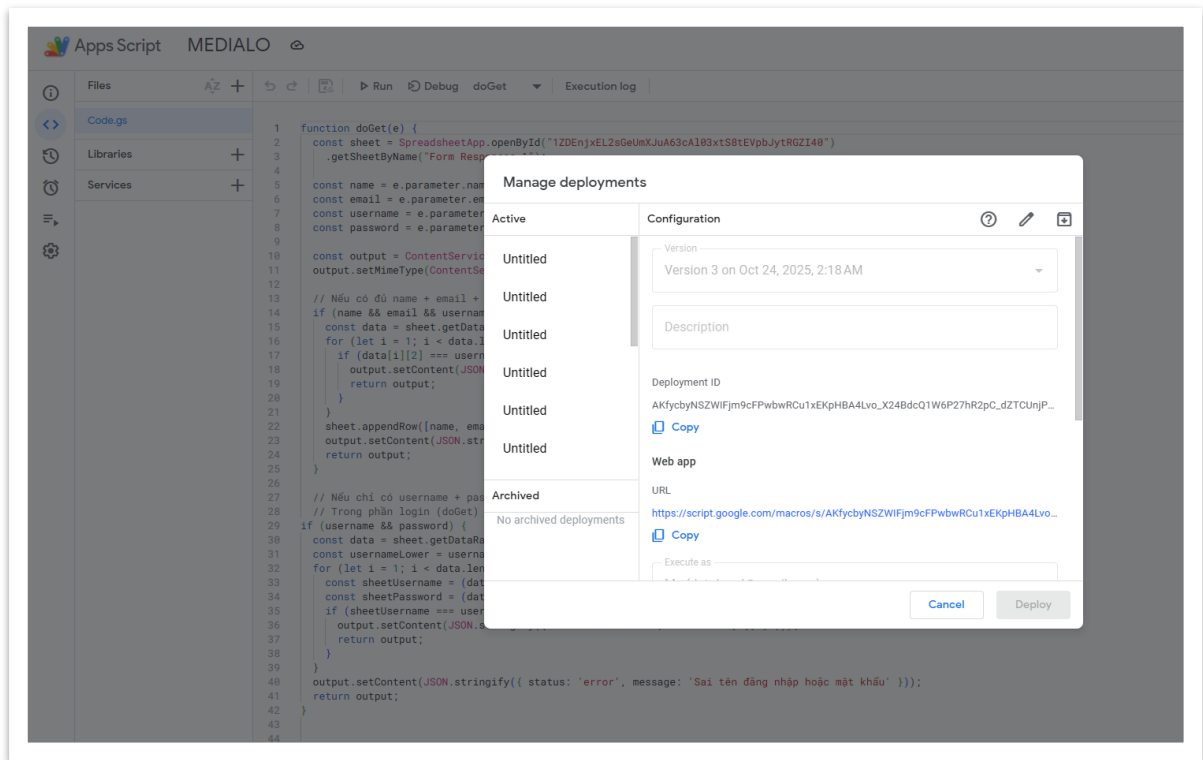 Apps Script MEDIALO
Files
AZ
Run Debug doGet Execution log
Code.gs
Libraries
Services
1 function doGet(e) {
2 const sheet = SpreadsheetApp.openById("1ZDEnjxEL2sGeUmXJuA63cAl03xtS8tEVpbJytRGZI40")
3 .getSheetByName("Form
4
5 const name = e.parameter.nam
6 const email = e.parameter.em
7 const username = e.parameter
8 const password = e.parameter
9
10 const output = ContentServic
11 output.setMimeType(ContentSe
12
13 // Nếu có đủ name + email +
14 if (name && email && usernam
15 const data = sheet.getData
16 for (let i = 1; i < data.l
17 if (data[i][2] === usern
18 output.setContent(JSON
19 return output;
20 }
21 }
22 sheet.appendRow([name, ema
23 output.setContent(JSON.str
24 return output;
25 }
26
27 // Nếu chỉ có username + pas
28 // Trong phần login (doGet)
29 if (username && password) {
30 const data = sheet.getDataRa
31 const usernameLower = userna
32 for (let i = 1; i < data.len
33 const sheetUsername = (dat
34 const sheetPassword = (dat
35 if (sheetUsername === user
36 output.setContent(JSON.s
37 return output;
38 }
39 }
40 output.setContent(JSON.stringify({ status: 'error', message: 'Sai tên đăng nhập hoặc mật khẩu' }));
41 return output;
42 }
43
44
Manage deployments
Active
Untitled
Untitled
Untitled
Untitled
Untitled
Untitled
Archived
No archived deployments
Configuration
Version
Version 3 on Oct 24, 2025, 2:18 AM
Description
Deployment ID
AKfycbyNSZWIFjm9cFPwbwRCu1xEKpHBA4Lvo_X24BdcQ1W6P27hR2pC_dZTCUnjP...
Copy
Web app
URL
https://script.google.com/macros/s/AKfycbyNSZWIFjm9cFPwbwRCu1xEKpHBA4Lvo...
Copy
Execute as
Cancel Deploy